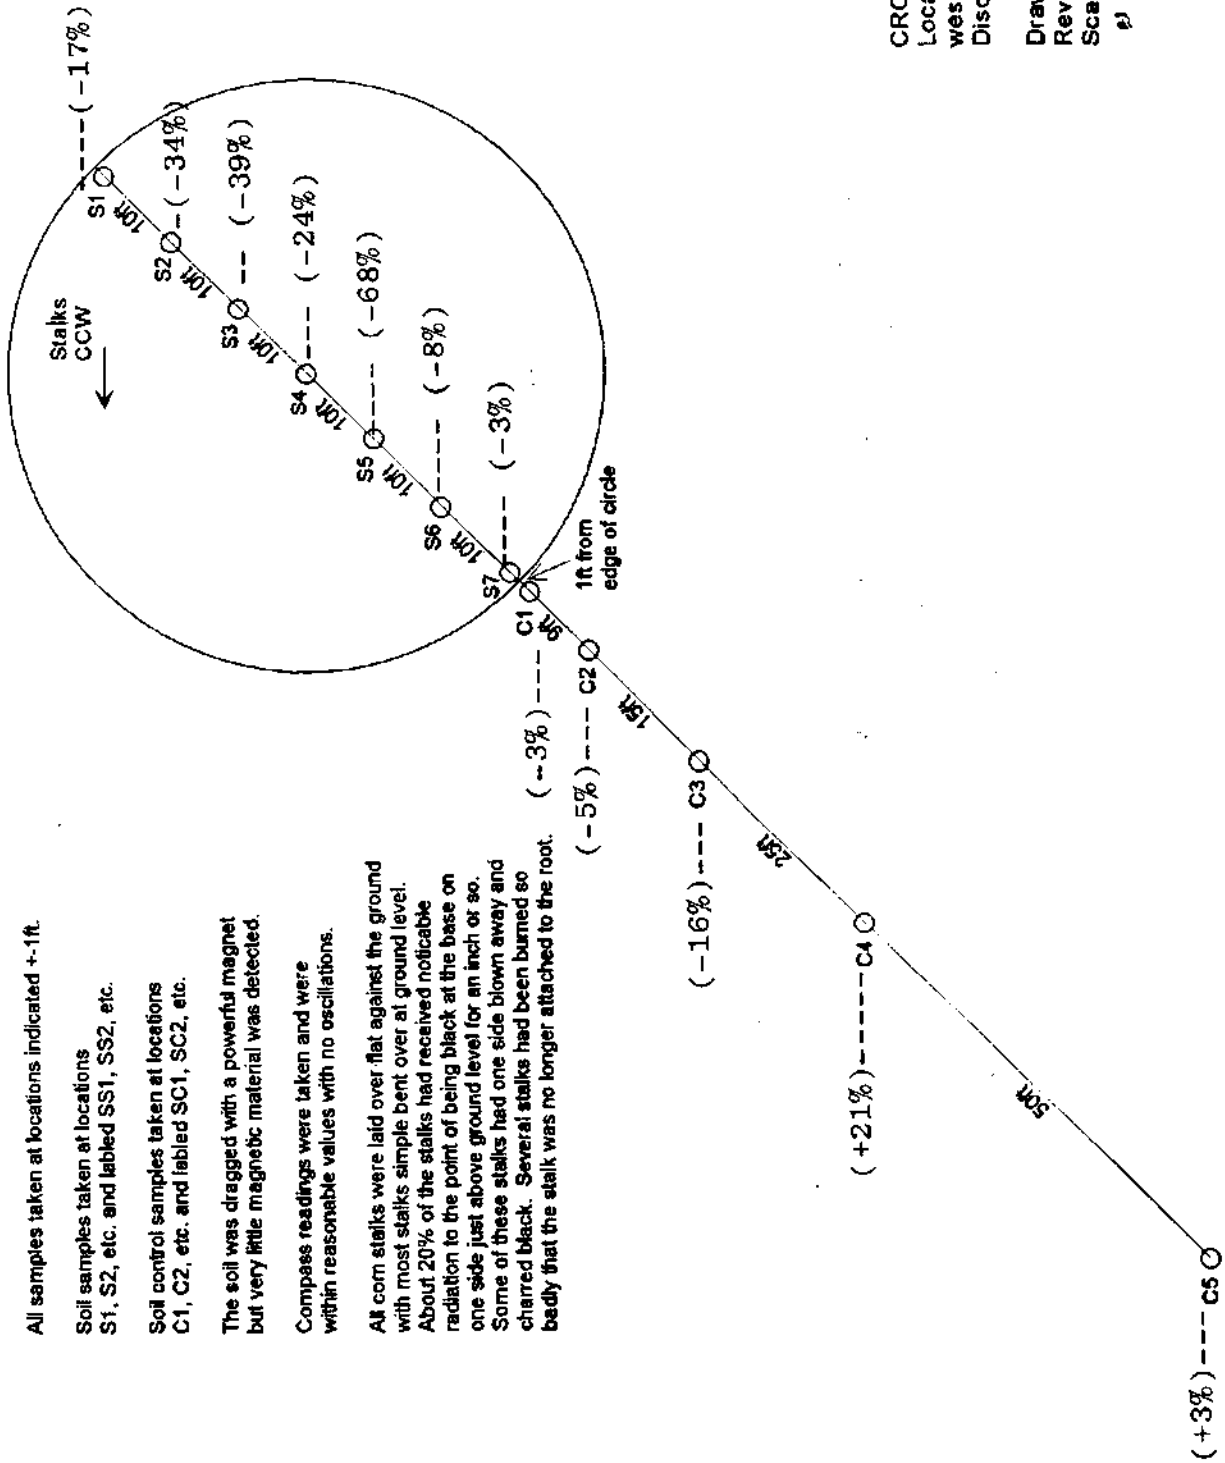 All samples taken at locations indicated +-1ft.
Soil samples taken at locations
S1, S2, etc. and labled SS1, SS2, etc.
Soil control samples taken at locations
C1, C2, etc. and labled SC1, SC2, etc.
The soil was dragged with a powerful magnet
but very little magnetic material was detected.
Compass readings were taken and were
within reasonable values with no oscillations.
All corn stalks were laid over flat against the ground
with most stalks simple bent over at ground level.
About 20% of the stalks had received noticable
radiation to the point of being black at the base on
one side just above ground level for an inch or so.
Some of these stalks had one side blown away and
charred black. Several stalks had been burned so
badly that the stalk was no longer attached to the root.
Stalks
CCW
S1 ----(-17%)
10ft
S2 -(-34%)
10ft
S3 --(-39%)
10ft
S4 ----(-24%)
10ft
S5 ----(-68%)
10ft
S6 ----(-8%)
10ft
S7 ----(-3%)
1ft from
edge of circle
(-3%)---- C1
9ft
(-5%)--- C2
15ft
(-16%)--- C3
25ft
(+21%)-----C4
50ft
(+3%)---C5
CRO
Loca
wes
Disc
Drav
Rev
Sca